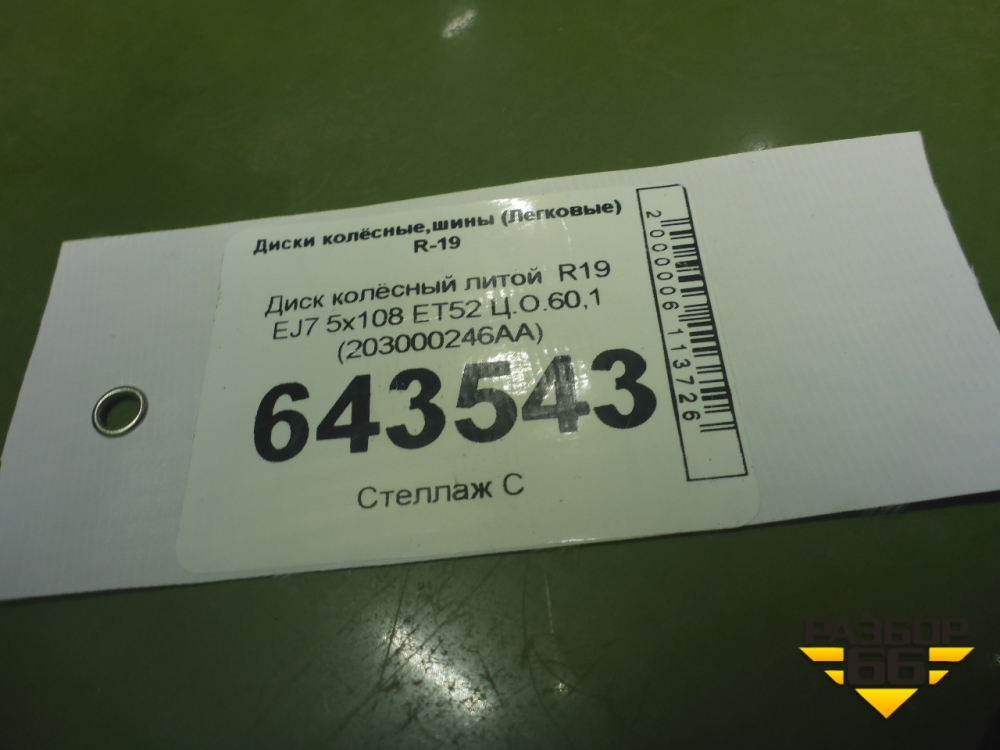 Диски колёсные,шины (Легковые)
R-19
Диск колёсный литой R19
EJ7 5x108 ET52 Ц.О.60,1
(203000246AA)
643543
Стеллаж С
2000006113726
РАЗБОР
66